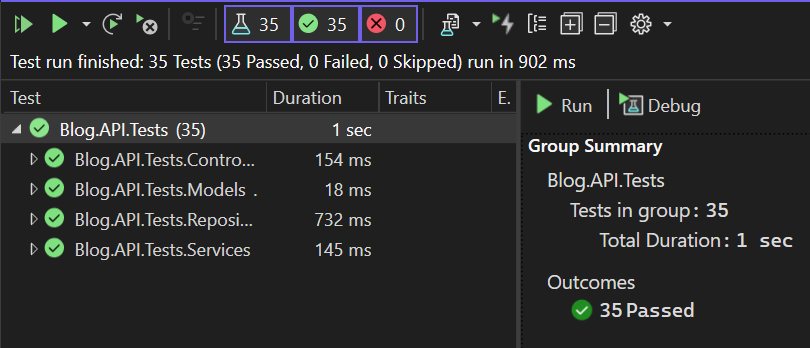 35 35 0
Test run finished: 35 Tests (35 Passed, 0 Failed, 0 Skipped) run in 902 ms
Test Duration Traits E.
Blog.API.Tests (35) 1 sec
Blog.API.Tests.Contro... 154 ms
Blog.API.Tests.Models . 18 ms
Blog.API.Tests.Reposi... 732 ms
Blog.API.Tests.Services 145 ms
Run Debug
Group Summary
Blog.API.Tests
Tests in group: 35
Total Duration: 1 sec
Outcomes
35 Passed